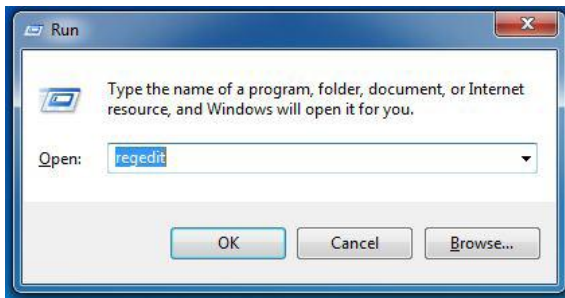 Run
Type the name of a program, folder, document, or Internet
resource, and Windows will open it for you.
Open: regedit
OK Cancel Browse...